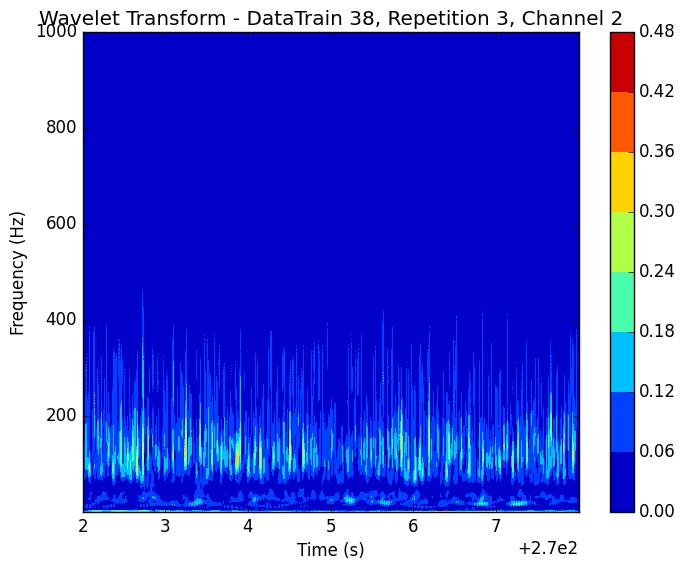 Wavelet Transform - DataTrain 38, Repetition 3, Channel 2
1000
800
600
400
200
Frequency (Hz)
2 3 4 5 6 7
Time (s)
+2.7e2
0.48
0.42
0.36
0.30
0.24
0.18
0.12
0.06
0.00